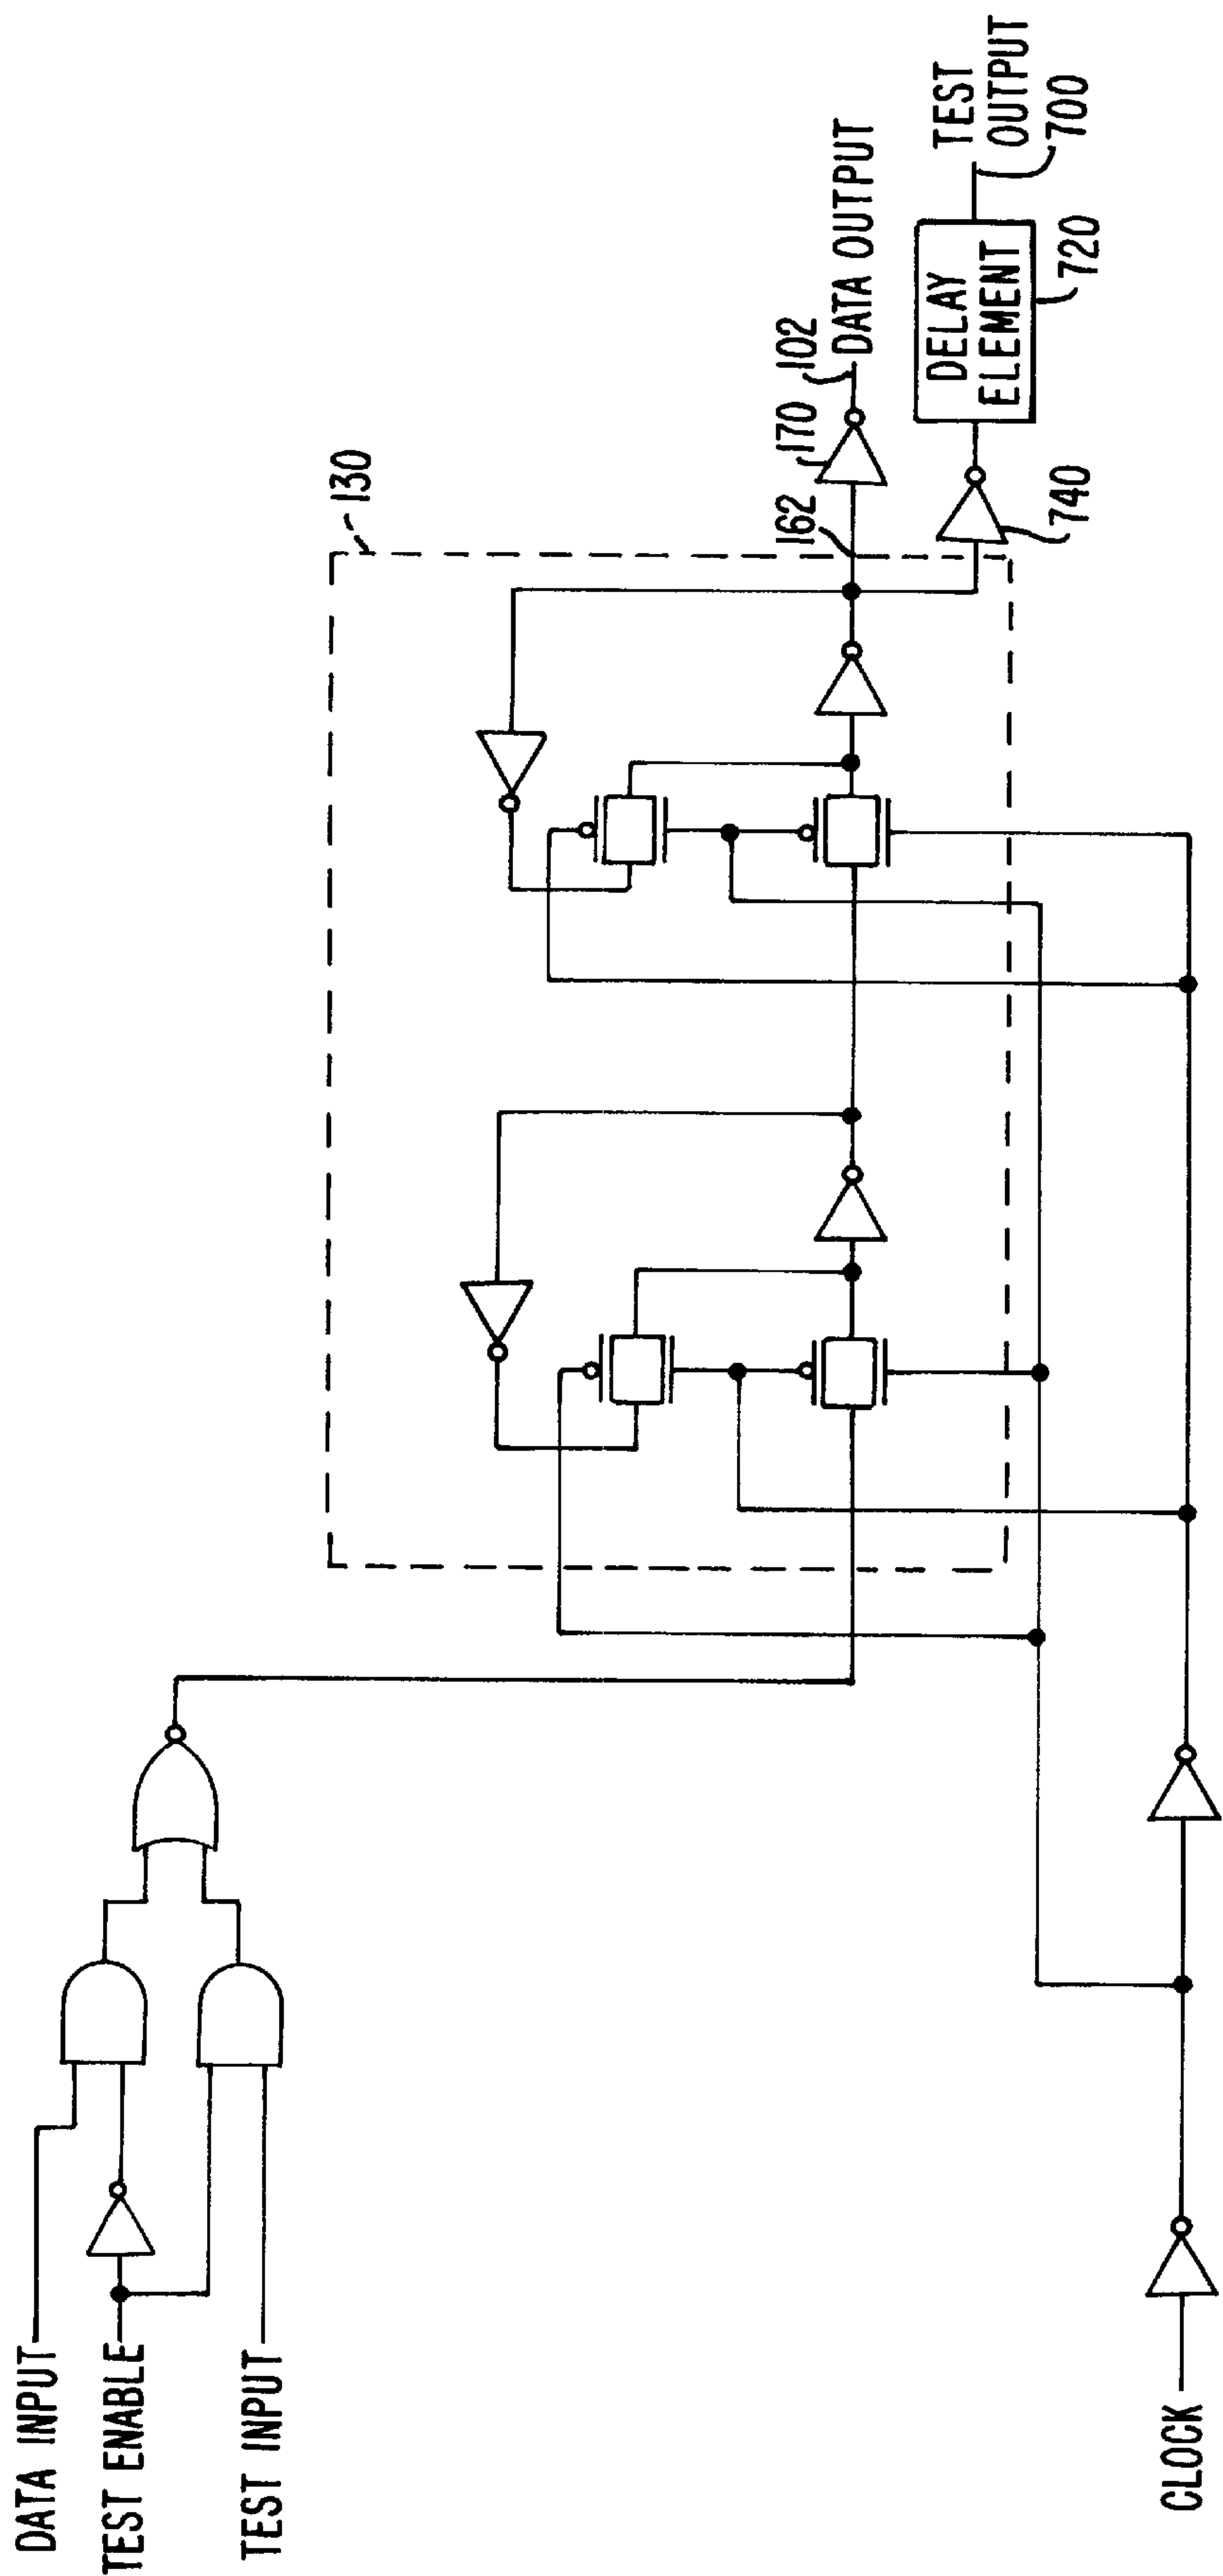 DATA INPUT
TEST ENABLE
TEST INPUT
CLOCK
130
162
170
102
DATA OUTPUT
740
DELAY
ELEMENT
720
TEST
OUTPUT
700